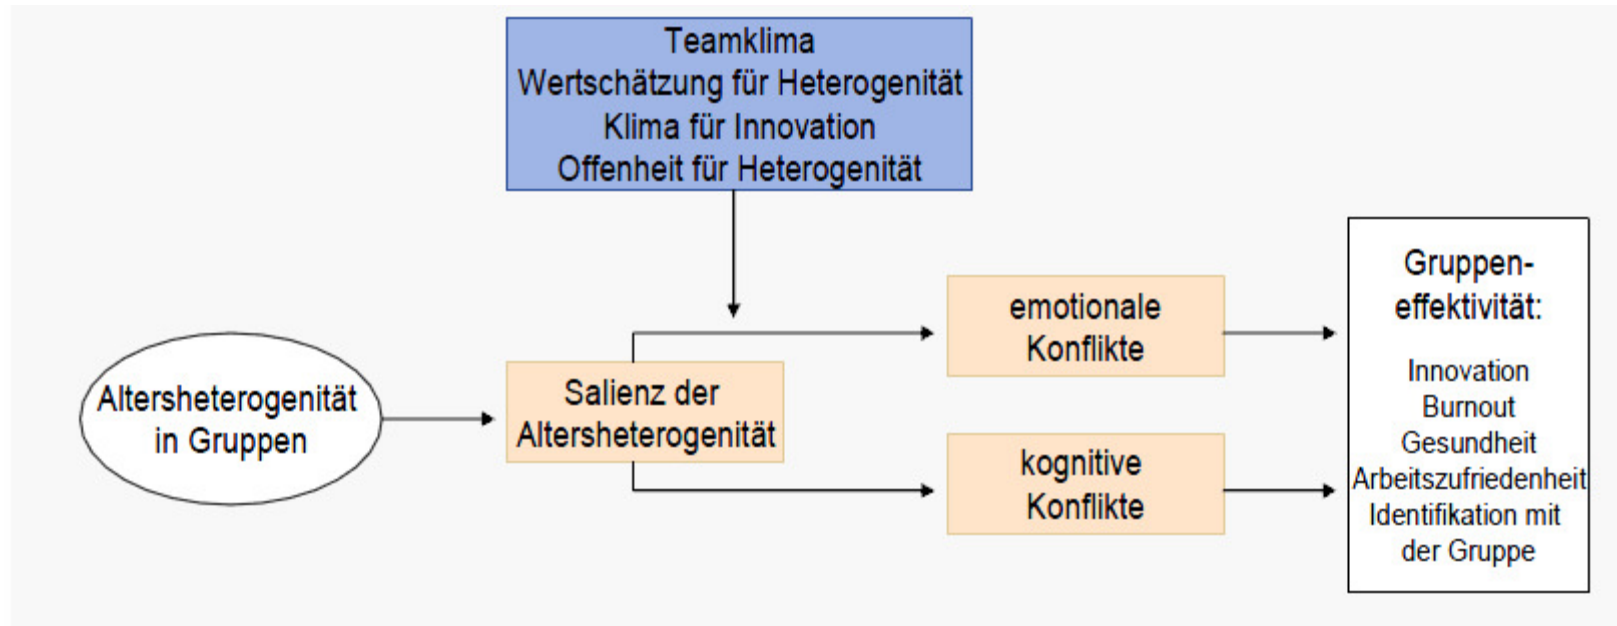 Teamklima
Wertschätzung für Heterogenität
Klima für Innovation
Offenheit für Heterogenität
Altersheterogenität
in Gruppen
Salienz der
Altersheterogenität
emotionale
Konflikte
kognitive
Konflikte
Gruppen-
effektivität:
Innovation
Burnout
Gesundheit
Arbeitszufriedenheit
Identifikation mit
der Gruppe